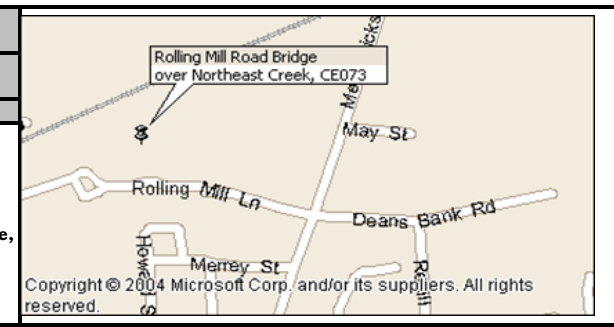 Rolling Mill Road Bridge
over Northeast Creek, CE073
May St
Rolling Mill Ln
Deans Bank Rd
e,
Merrey St
Copyright © 2004 Microsoft Corp. and/or its suppliers. All rights
reserved.